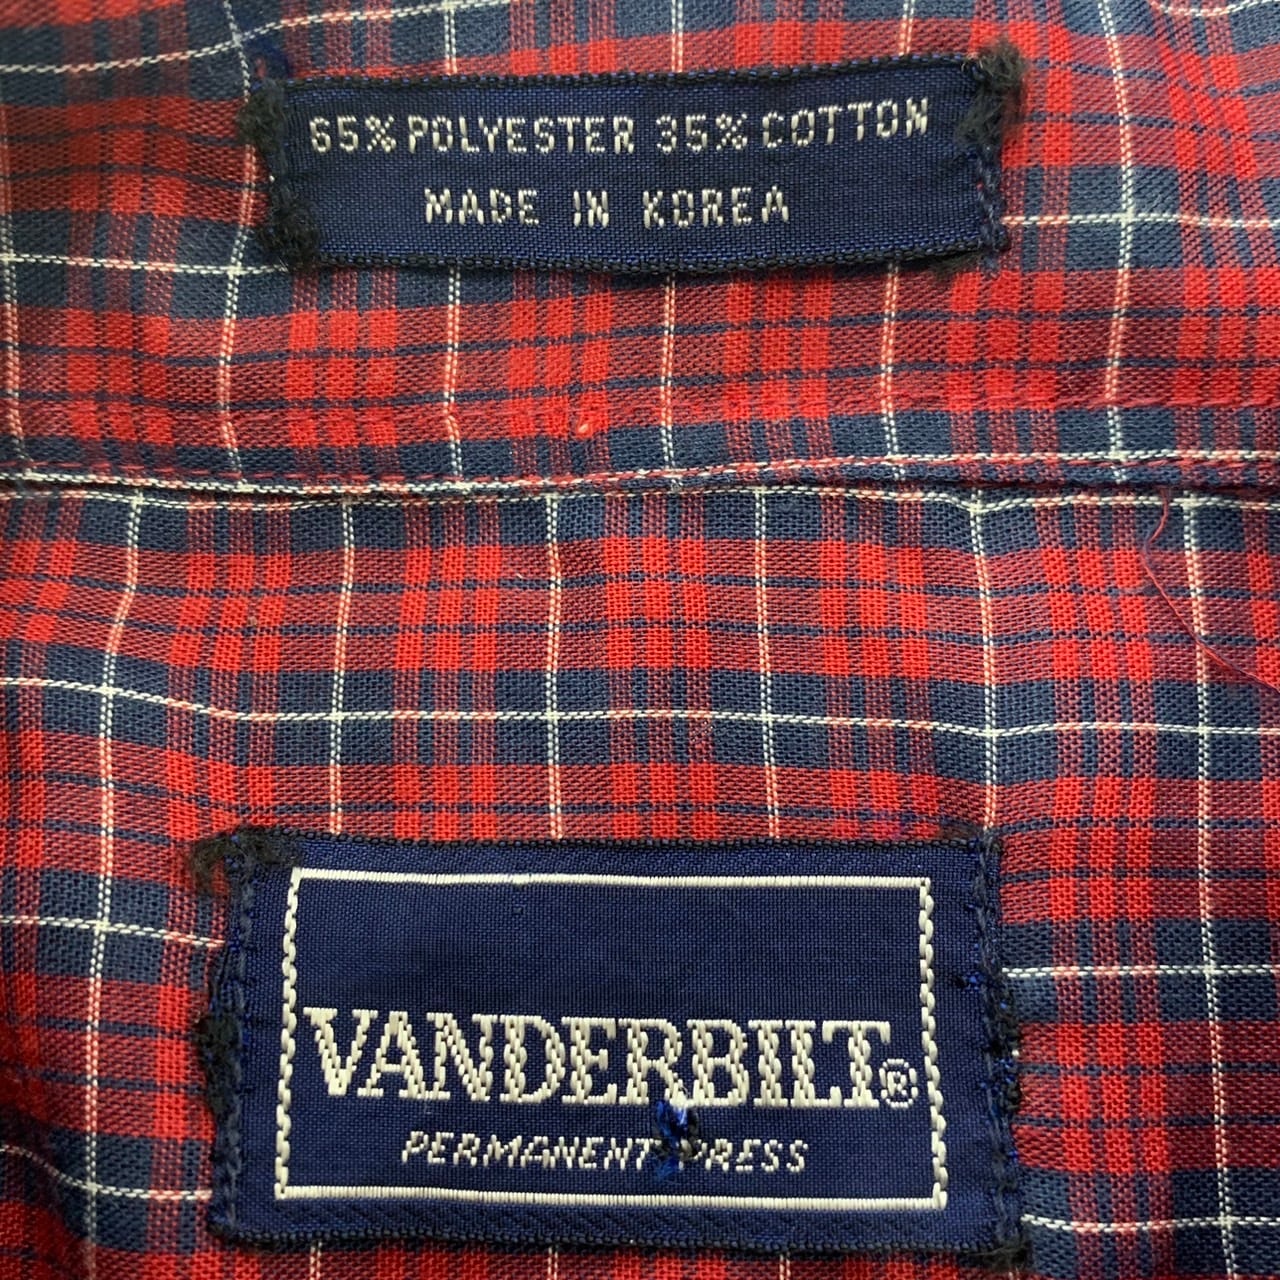 65% POLYESTER 35% COTTON
MADE IN KOREA
VANDERBILT®
PERMANENT PRESS